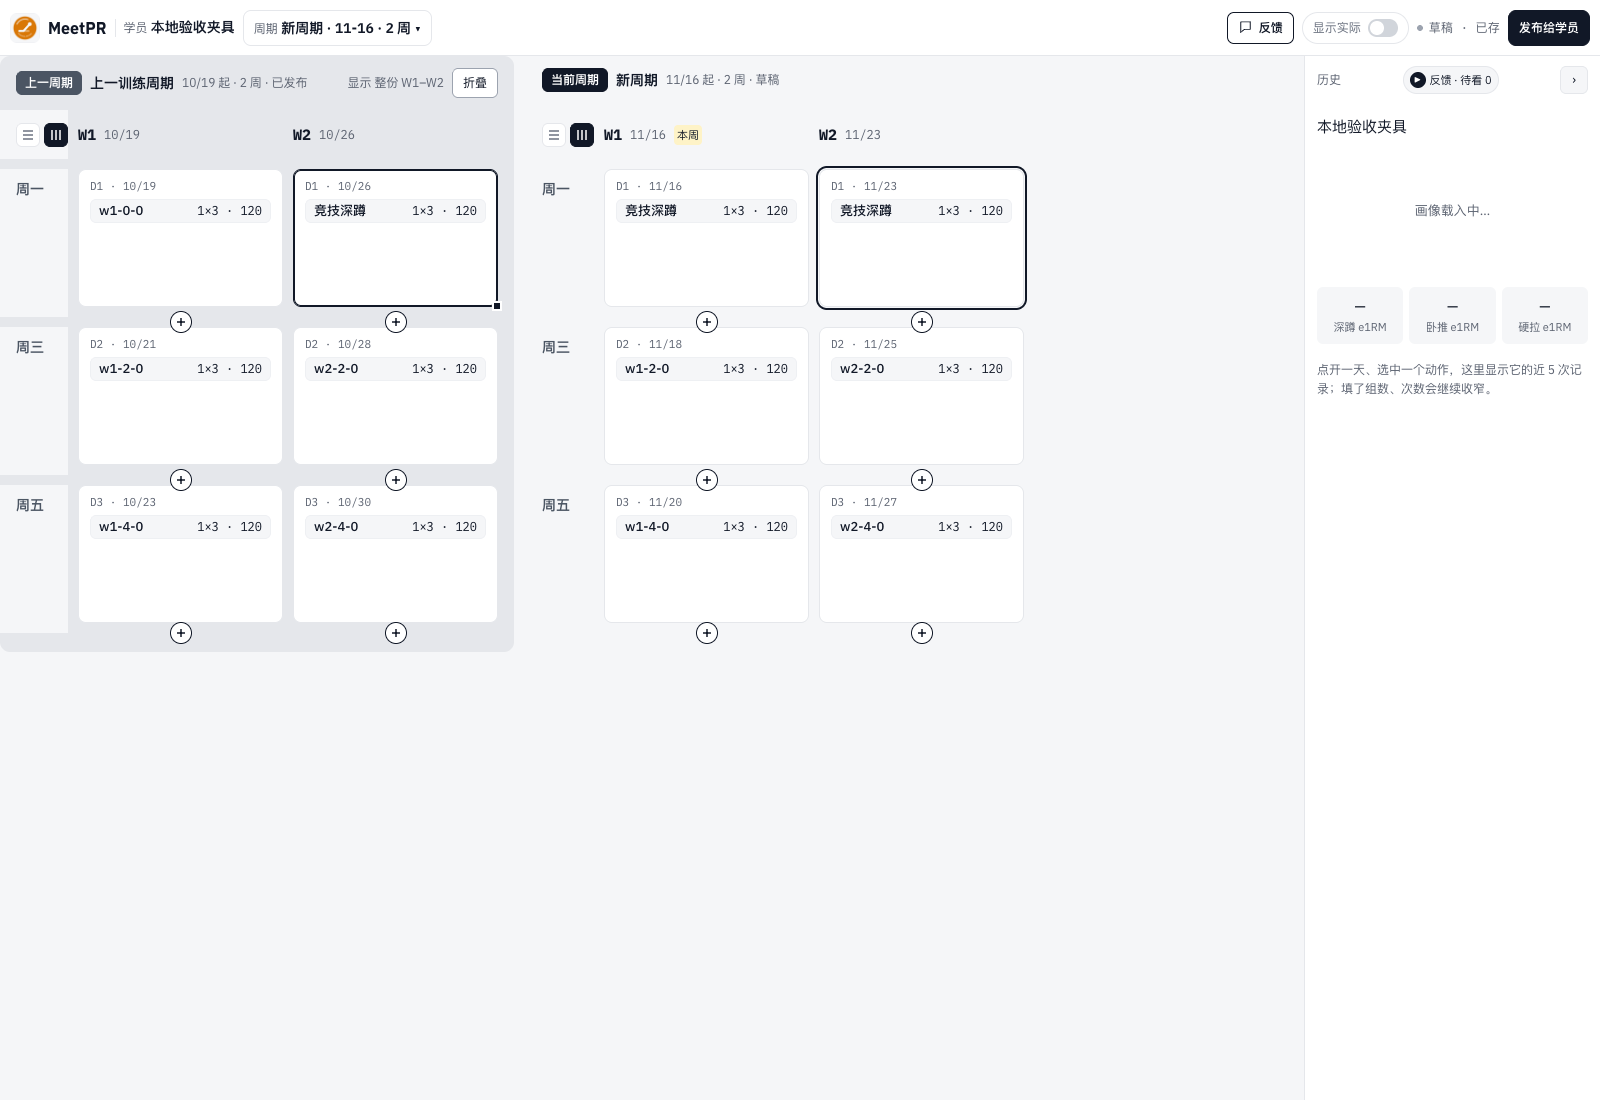 MeetPR 学员 本地验收夹具 周期 新周期 · 11-16 · 2 周 ▾ 反馈 显示实际 草稿 · 已存 发布给学员
上一周期 上一训练周期 10/19 起 · 2 周 · 已发布 显示 整份 W1–W2 折叠
W1 10/19 W2 10/26
周一
D1 · 10/19
w1-0-0 1×3 · 120
D1 · 10/26
竞技深蹲 1×3 · 120
周三
D2 · 10/21
w1-2-0 1×3 · 120
D2 · 10/28
w2-2-0 1×3 · 120
周五
D3 · 10/23
w1-4-0 1×3 · 120
D3 · 10/30
w2-4-0 1×3 · 120
当前周期 新周期 11/16 起 · 2 周 · 草稿
W1 11/16 本周 W2 11/23
周一
D1 · 11/16
竞技深蹲 1×3 · 120
D1 · 11/23
竞技深蹲 1×3 · 120
周三
D2 · 11/18
w1-2-0 1×3 · 120
D2 · 11/25
w2-2-0 1×3 · 120
周五
D3 · 11/20
w1-4-0 1×3 · 120
D3 · 11/27
w2-4-0 1×3 · 120
历史 反馈 · 待看 0 ›
本地验收夹具
画像载入中…
— — —
深蹲 e1RM 卧推 e1RM 硬拉 e1RM
点开一天、选中一个动作，这里显示它的近 5 次记
录；填了组数、次数会继续收窄。